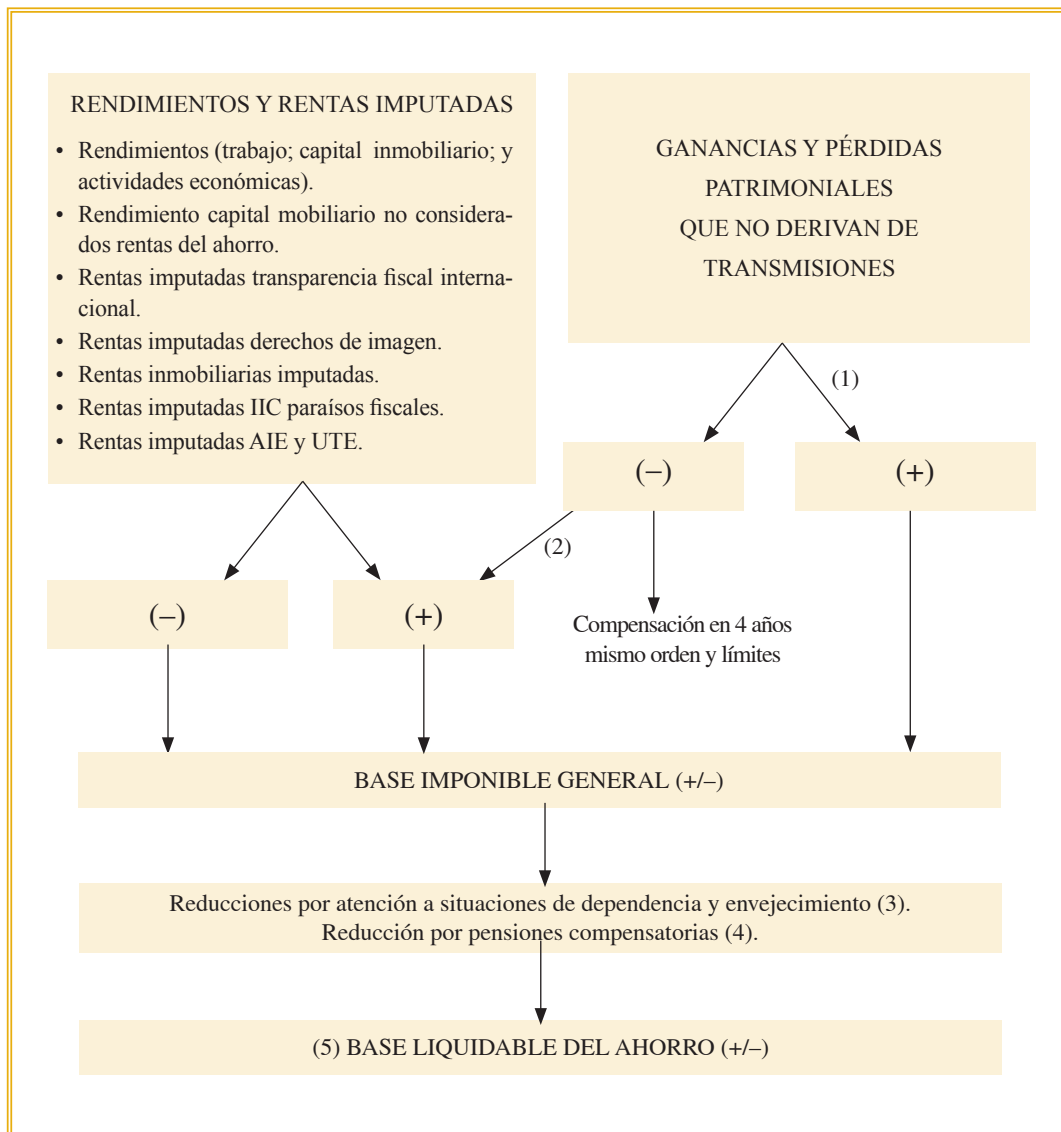 RENDIMIENTOS Y RENTAS IMPUTADAS
• Rendimientos (trabajo; capital inmobiliario; y
actividades económicas).
• Rendimiento capital mobiliario no considera-
dos rentas del ahorro.
• Rentas imputadas transparencia fiscal interna-
cional.
• Rentas imputadas derechos de imagen.
• Rentas inmobiliarias imputadas.
• Rentas imputadas IIC paraísos fiscales.
• Rentas imputadas AIE y UTE.
GANANCIAS Y PÉRDIDAS
PATRIMONIALES
QUE NO DERIVAN DE
TRANSMISIONES
(1)
(–)
(+)
(2)
(–)
(+)
Compensación en 4 años
mismo orden y límites
BASE IMPONIBLE GENERAL (+/–)
Reducciones por atención a situaciones de dependencia y envejecimiento (3).
Reducción por pensiones compensatorias (4).
(5) BASE LIQUIDABLE DEL AHORRO (+/–)